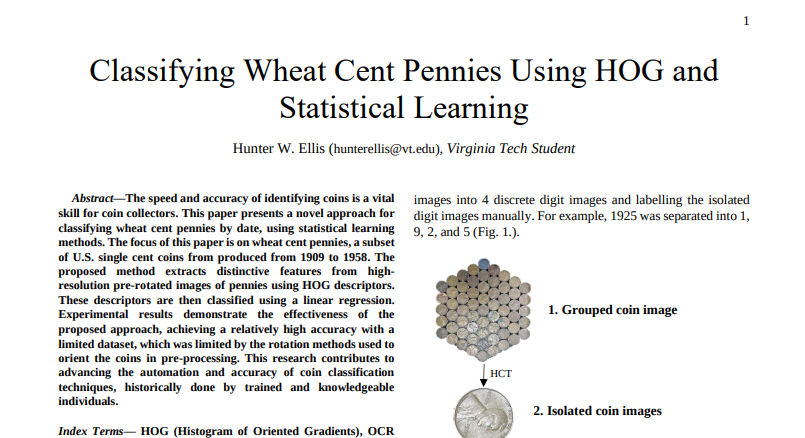 1
Classifying Wheat Cent Pennies Using HOG and
Statistical Learning
Hunter W. Ellis (hunterellis@vt.edu), Virginia Tech Student
Abstract—The speed and accuracy of identifying coins is a vital
skill for coin collectors. This paper presents a novel approach for
classifying wheat cent pennies by date, using statistical learning
methods. The focus of this paper is on wheat cent pennies, a subset
of U.S. single cent coins from produced from 1909 to 1958. The
proposed method extracts distinctive features from high-
resolution pre-rotated images of pennies using HOG descriptors.
These descriptors are then classified using a linear regression.
Experimental results demonstrate the effectiveness of the
proposed approach, achieving a relatively high accuracy with a
limited dataset, which was limited by the rotation methods used to
orient the coins in pre-processing. This research contributes to
advancing the automation and accuracy of coin classification
techniques, historically done by trained and knowledgeable
individuals.
Index Terms— HOG (Histogram of Oriented Gradients), OCR
images into 4 discrete digit images and labelling the isolated
digit images manually. For example, 1925 was separated into 1,
9, 2, and 5 (Fig. 1.).
1. Grouped coin image
HCT
2. Isolated coin images